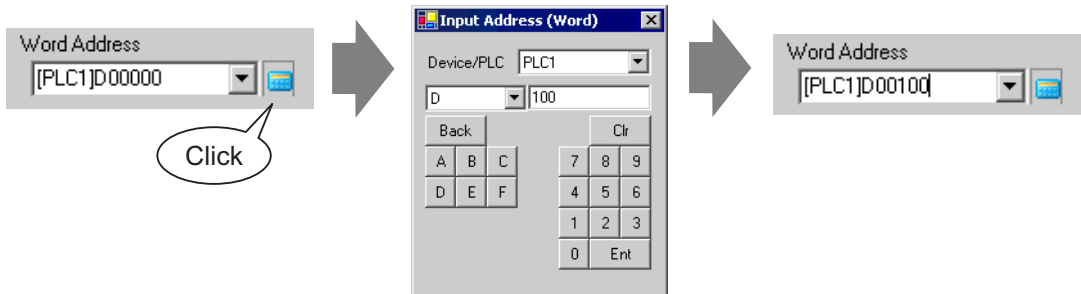 Word Address
[PLC1]D00000
Click
Input Address (Word)
Device/PLC PLC1
D 100
Back Clr
A B C 7 8 9
D E F 4 5 6
1 2 3
0 Ent
Word Address
[PLC1]D00100